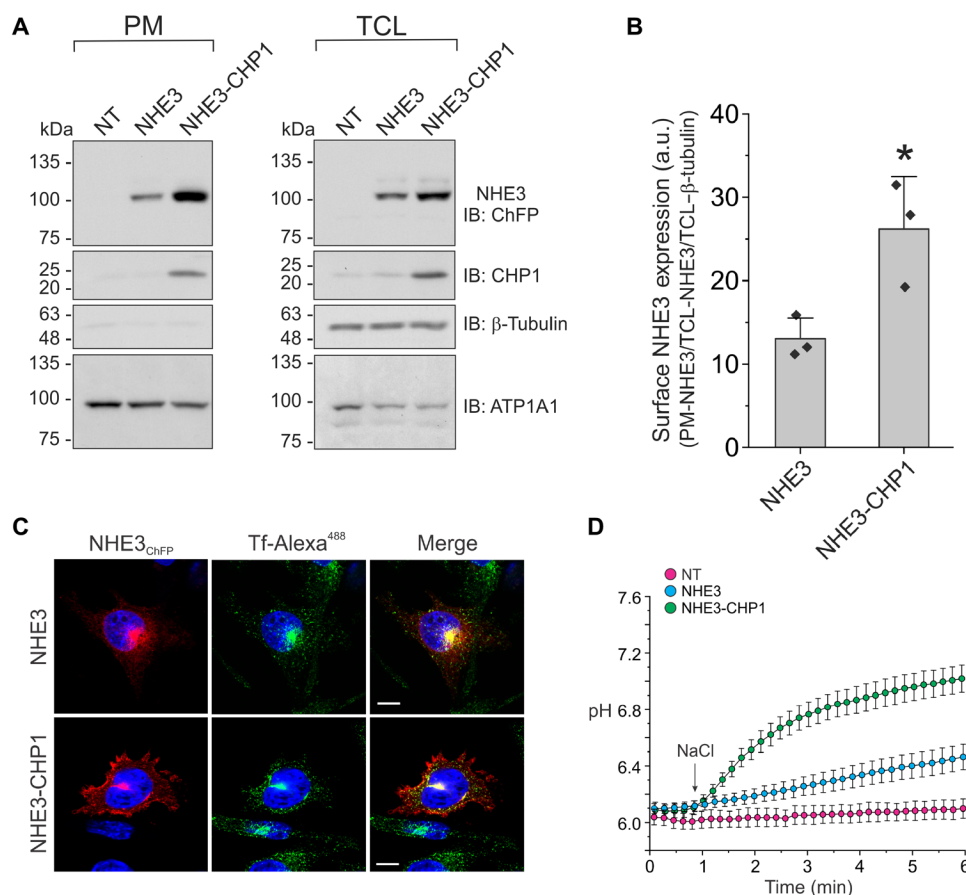 A
PM
TCL
kDa
NT
NHE3
NHE3-CHP1
kDa
NT
NHE3
NHE3-CHP1
135
100
75
25
20
63
48
135
100
75
135
100
75
25
20
63
48
135
100
75
NHE3
IB: ChFP
IB: CHP1
IB: β-Tubulin
IB: ATP1A1
B
Surface NHE3 expression (a.u.)
(PM-NHE3/TCL-NHE3/TCL-β-tubulin)
40
30
20
10
0
*
NHE3
NHE3-CHP1
C
NHE3ChFP
Tf-Alexa⁴⁸⁸
Merge
NHE3
NHE3-CHP1
D
NT
NHE3
NHE3-CHP1
pH
7.6
7.2
6.8
6.4
6.0
NaCl
0 1 2 3 4 5 6
Time (min)